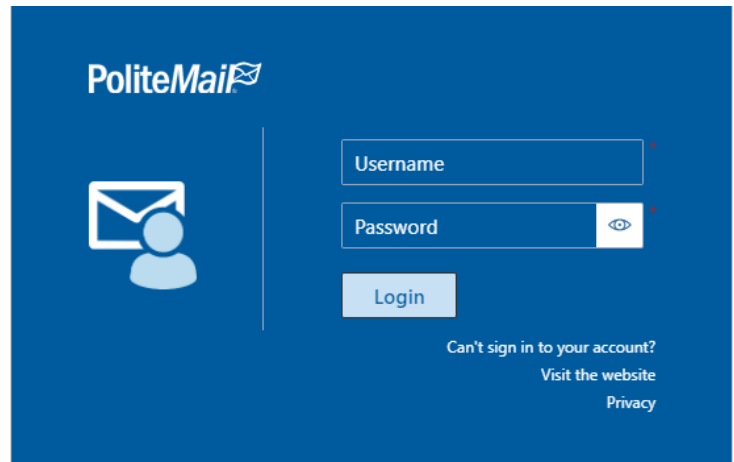 PoliteMail
Username *
Password *
Login
Can't sign in to your account?
Visit the website
Privacy